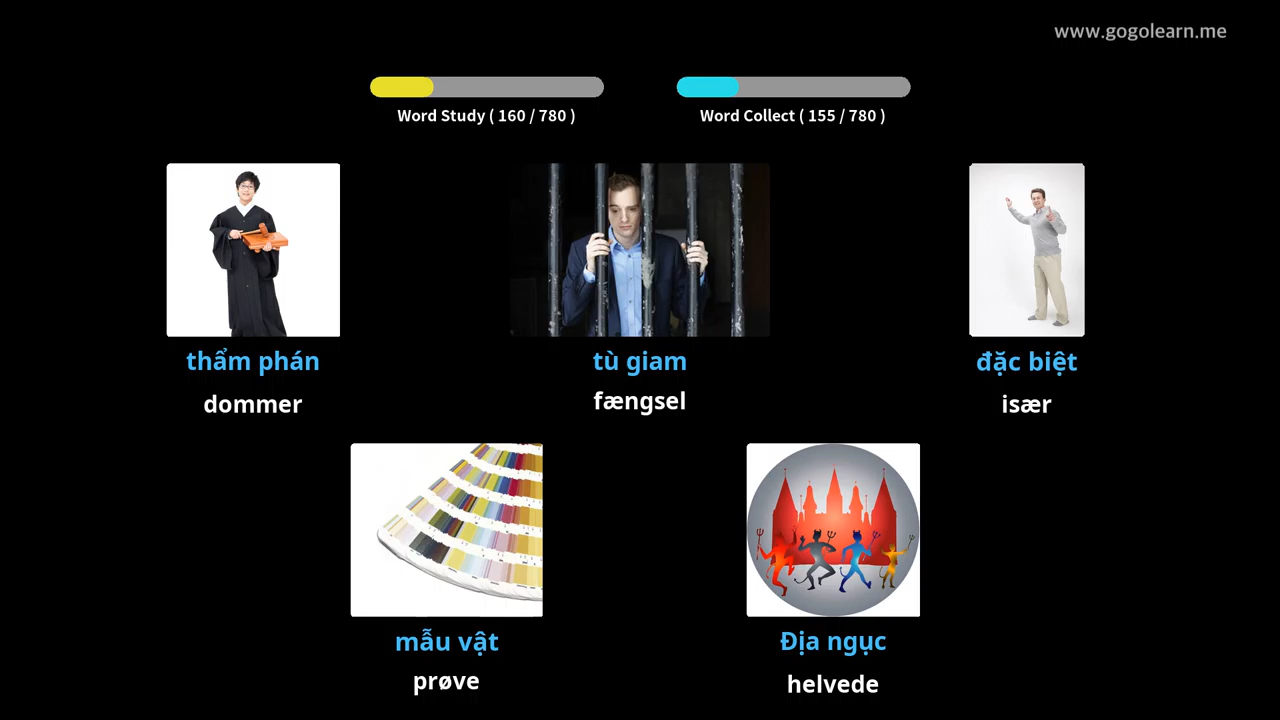 www.gogolearn.me
Word Study ( 160 / 780 )
Word Collect ( 155 / 780 )
thẩm phán
dommer
tù giam
fængsel
đặc biệt
især
mẫu vật
prøve
Địa ngục
helvede